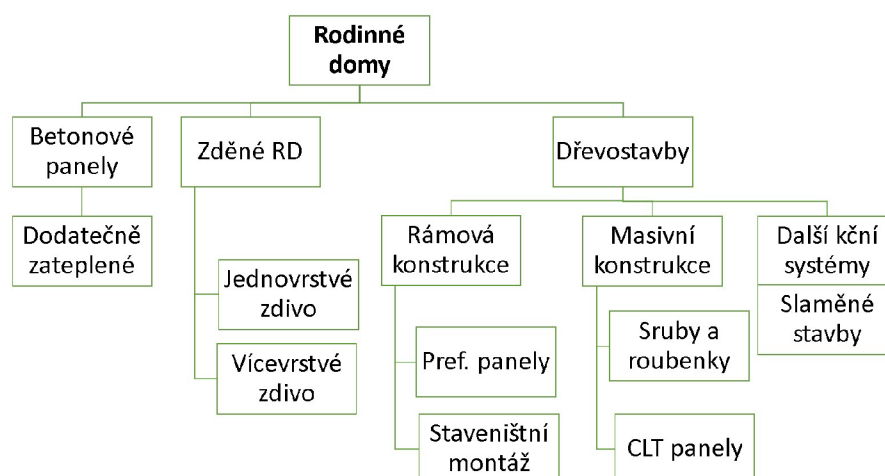 Rodinné
domy
Betonové
panely
Zděné RD
Dřevostavby
Dodatečně
zateplené
Jednovrstvé
zdivo
Vícevrstvé
zdivo
Rámová
konstrukce
Pref. panely
Staveništní
montáž
Masivní
konstrukce
Sruby a
roubenky
CLT panely
Další kční
systémy
Slaměné
stavby